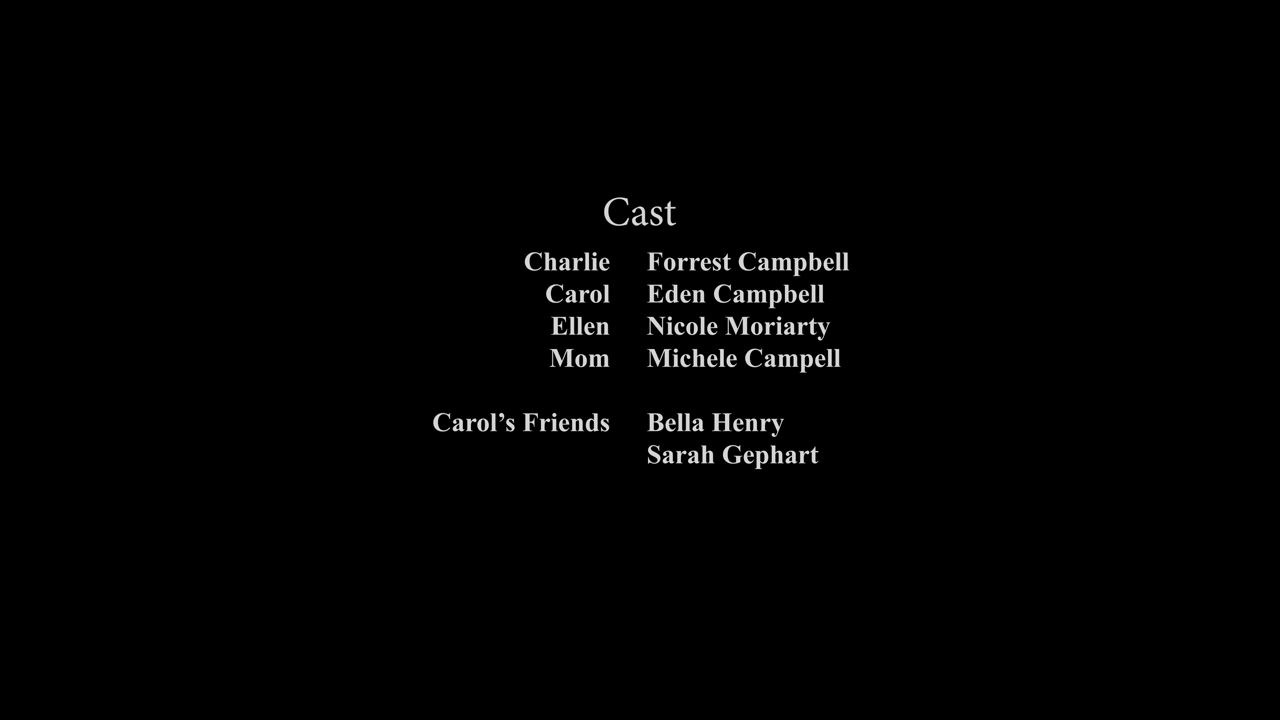 Cast
Charlie Forrest Campbell
Carol Eden Campbell
Ellen Nicole Moriarty
Mom Michele Campell
Carol’s Friends Bella Henry
Sarah Gephart